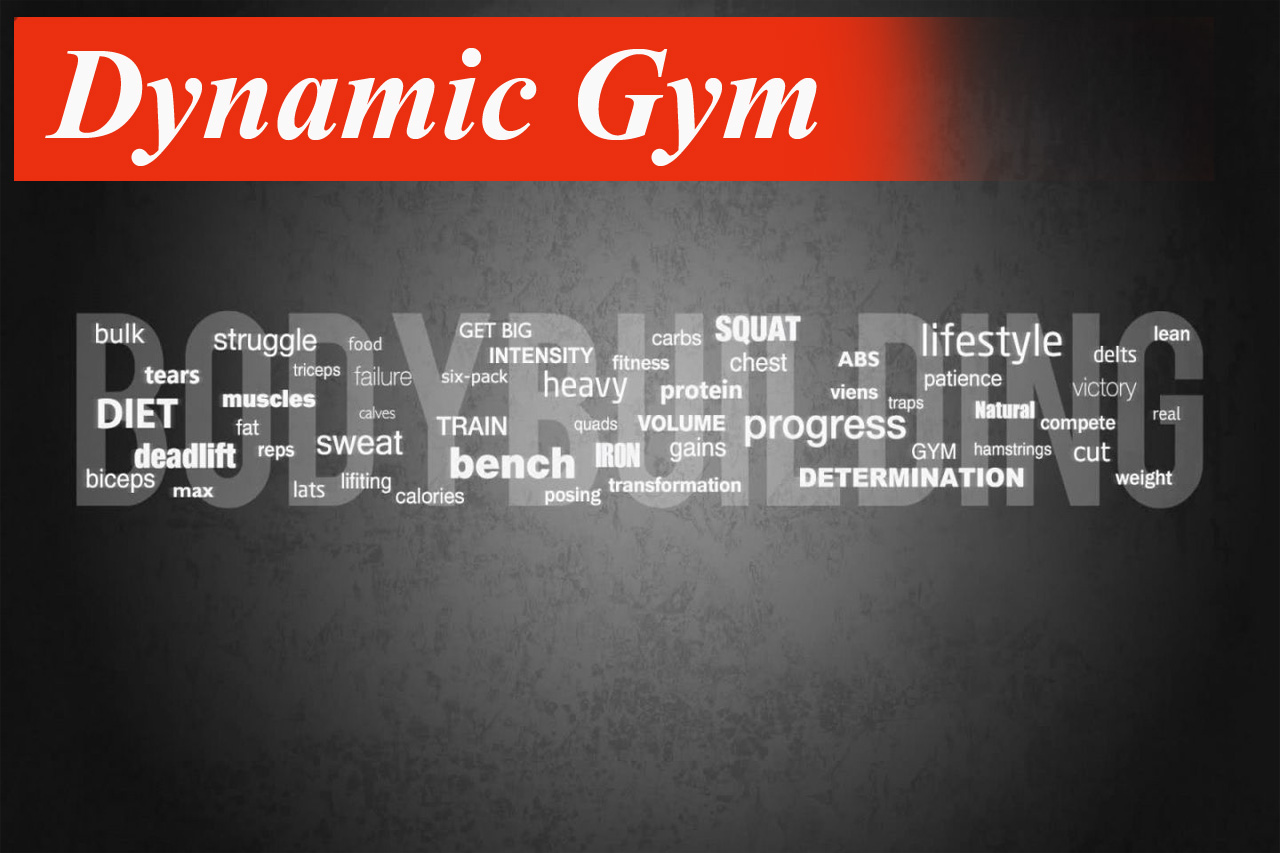 Dynamic Gym
BODYBUILDING
bulk
struggle
food
GET BIG
carbs
SQUAT
lifestyle
lean
INTENSITY
fitness
chest
ABS
delts
tears
triceps
failure
six-pack
heavy
protein
viens
patience
victory
DIET
muscles
calves
traps
Natural
real
fat
TRAIN
quads
VOLUME
progress
compete
deadlift
reps
sweat
bench
IRON
gains
GYM
hamstrings
cut
biceps
max
lats
lifiting
calories
posing
transformation
DETERMINATION
weight